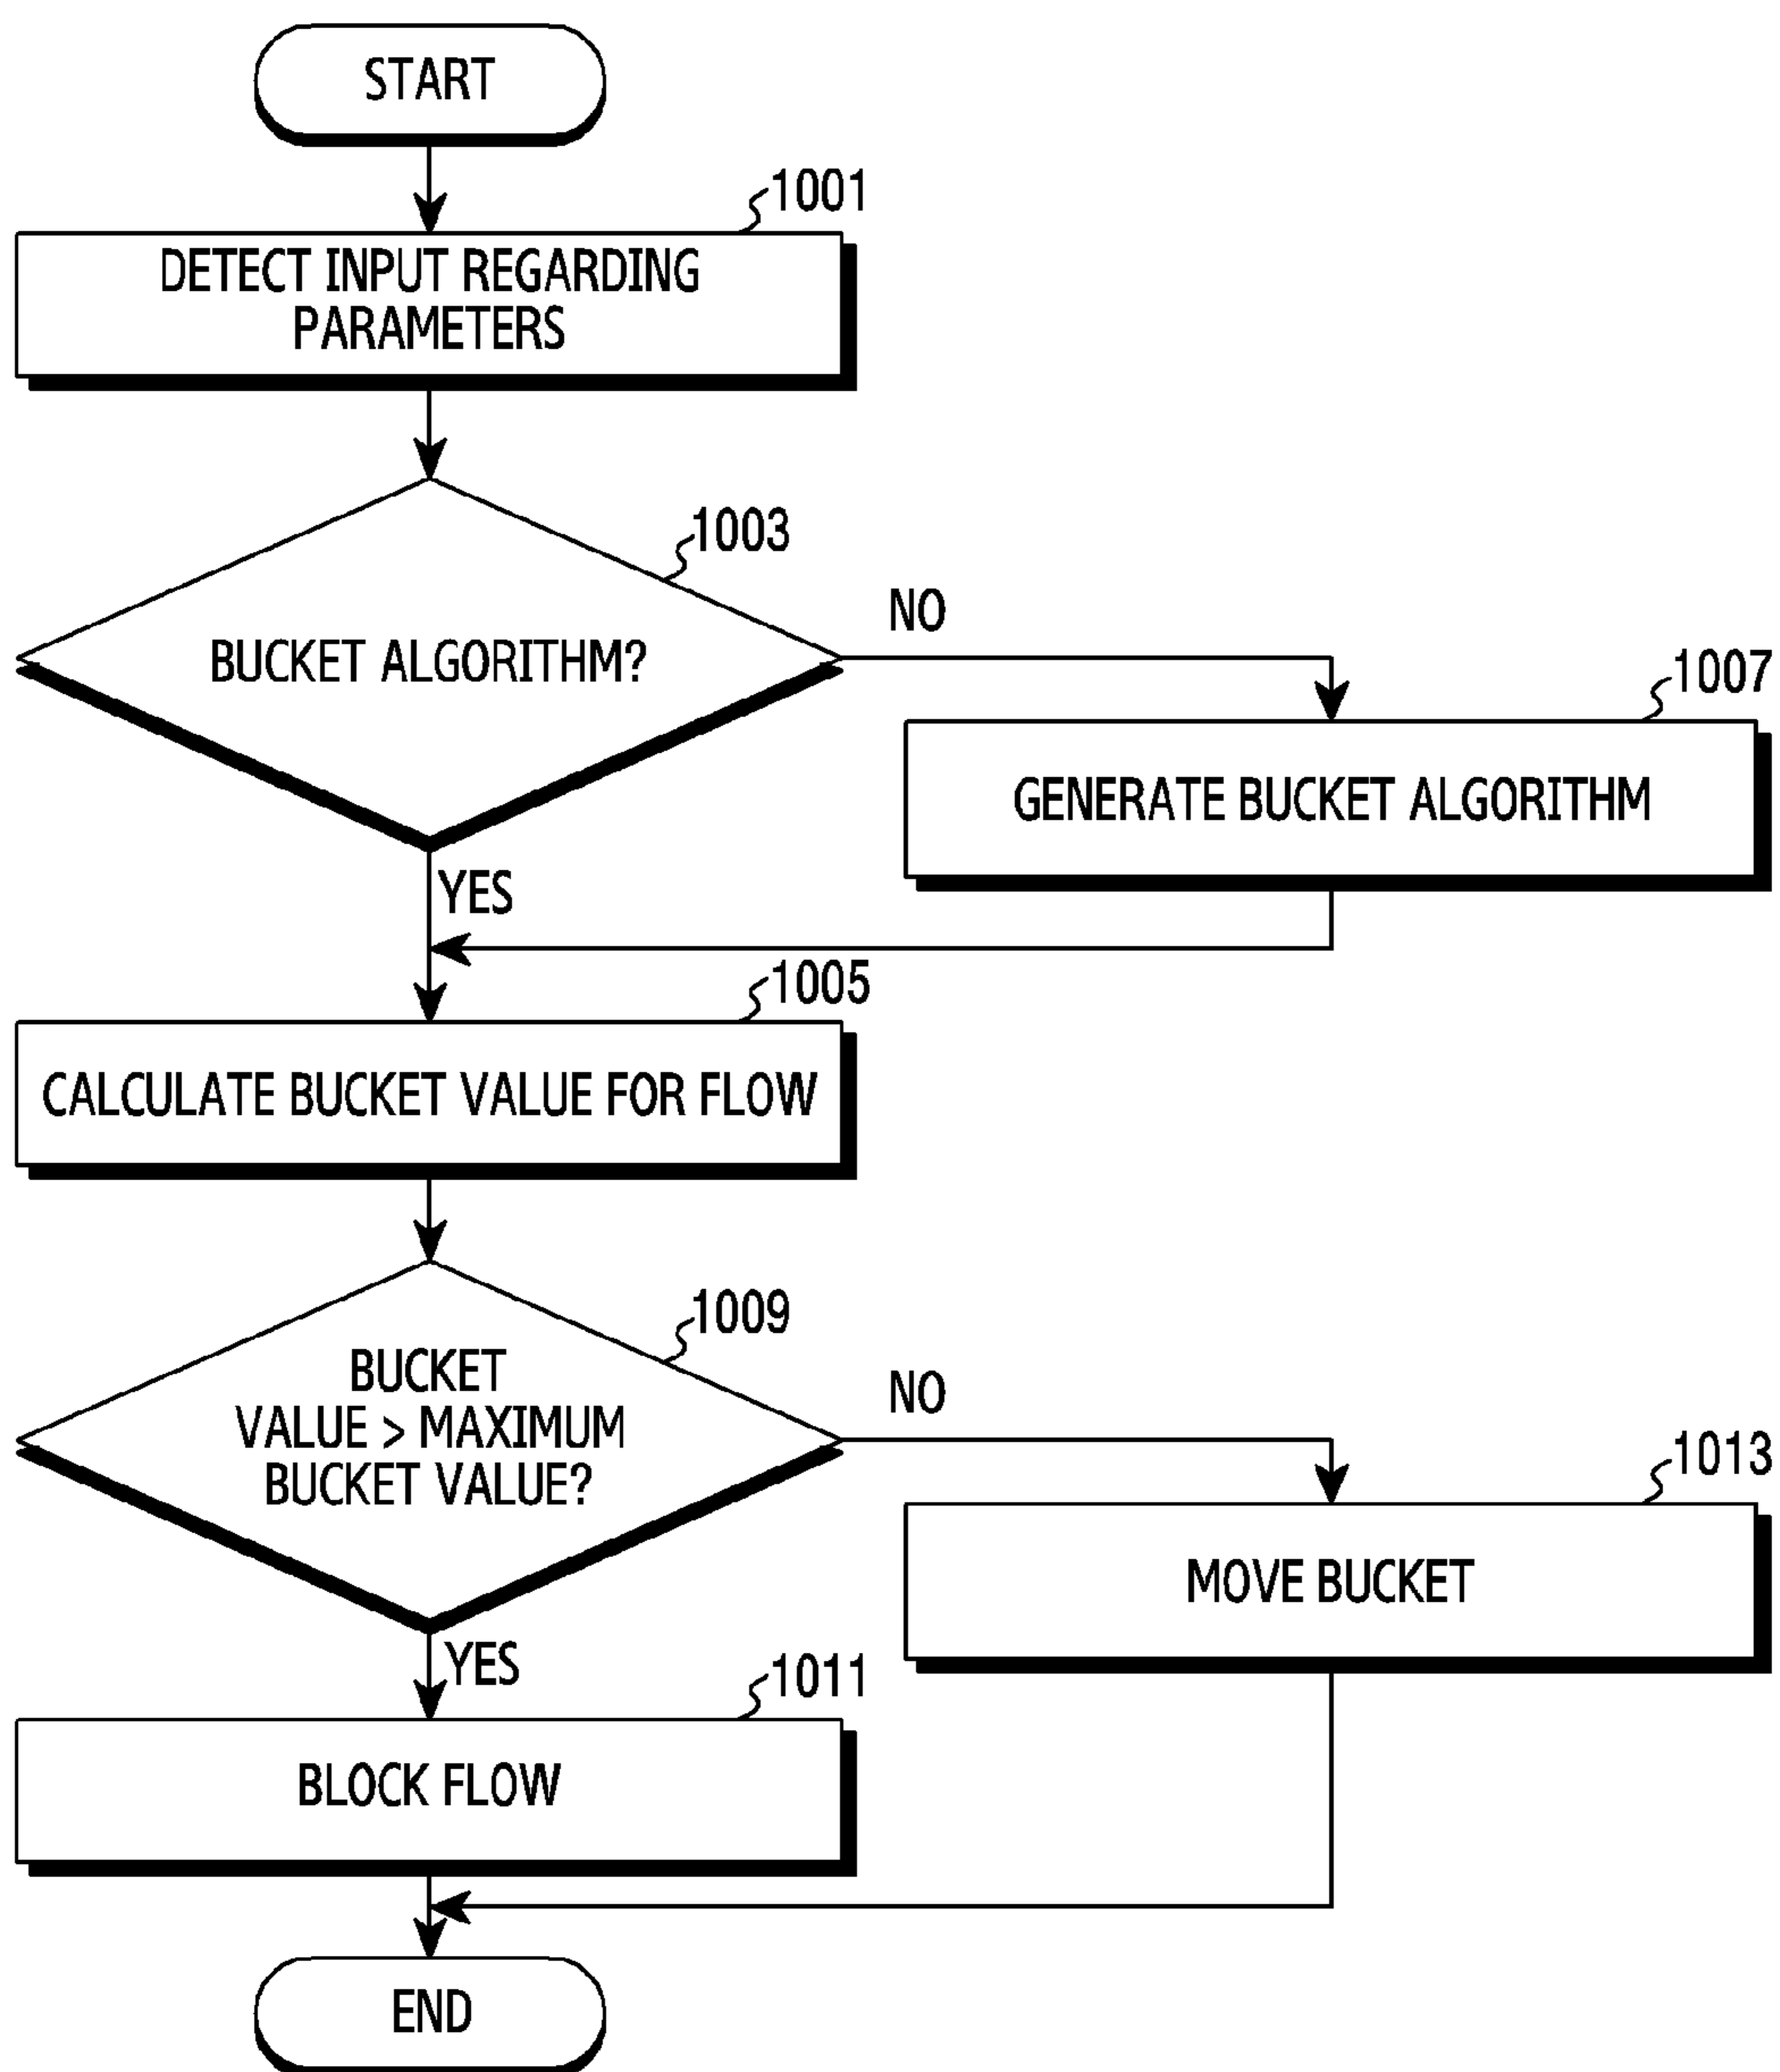 START
1001
DETECT INPUT REGARDING
PARAMETERS
1003
BUCKET ALGORITHM?
NO
1007
GENERATE BUCKET ALGORITHM
YES
1005
CALCULATE BUCKET VALUE FOR FLOW
1009
BUCKET
VALUE > MAXIMUM
BUCKET VALUE?
NO
1013
MOVE BUCKET
YES
1011
BLOCK FLOW
END